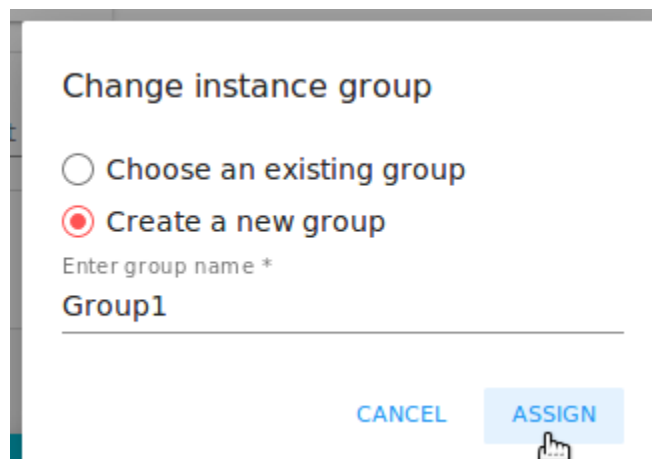 Change instance group
Choose an existing group
Create a new group
Enter group name *
Group1
CANCEL ASSIGN